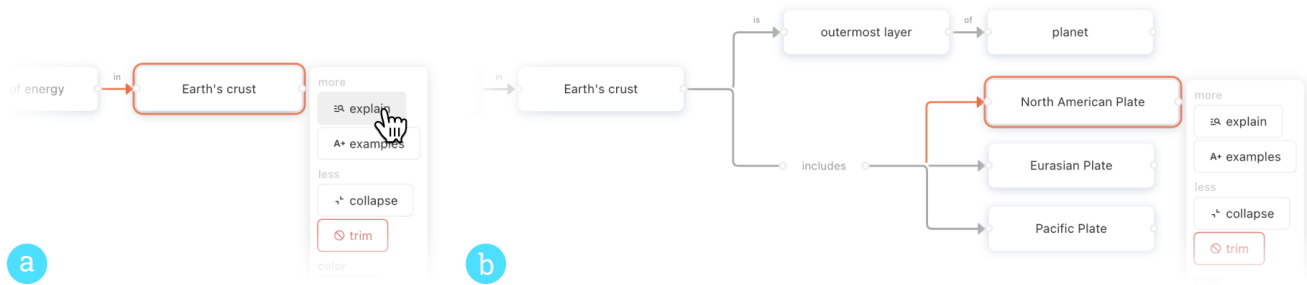 of energy
in
Earth's crust
more
explain
A+ examples
less
collapse
trim
color
a
in
Earth's crust
is
outermost layer
of
planet
includes
North American Plate
Eurasian Plate
Pacific Plate
more
explain
A+ examples
less
collapse
trim
b